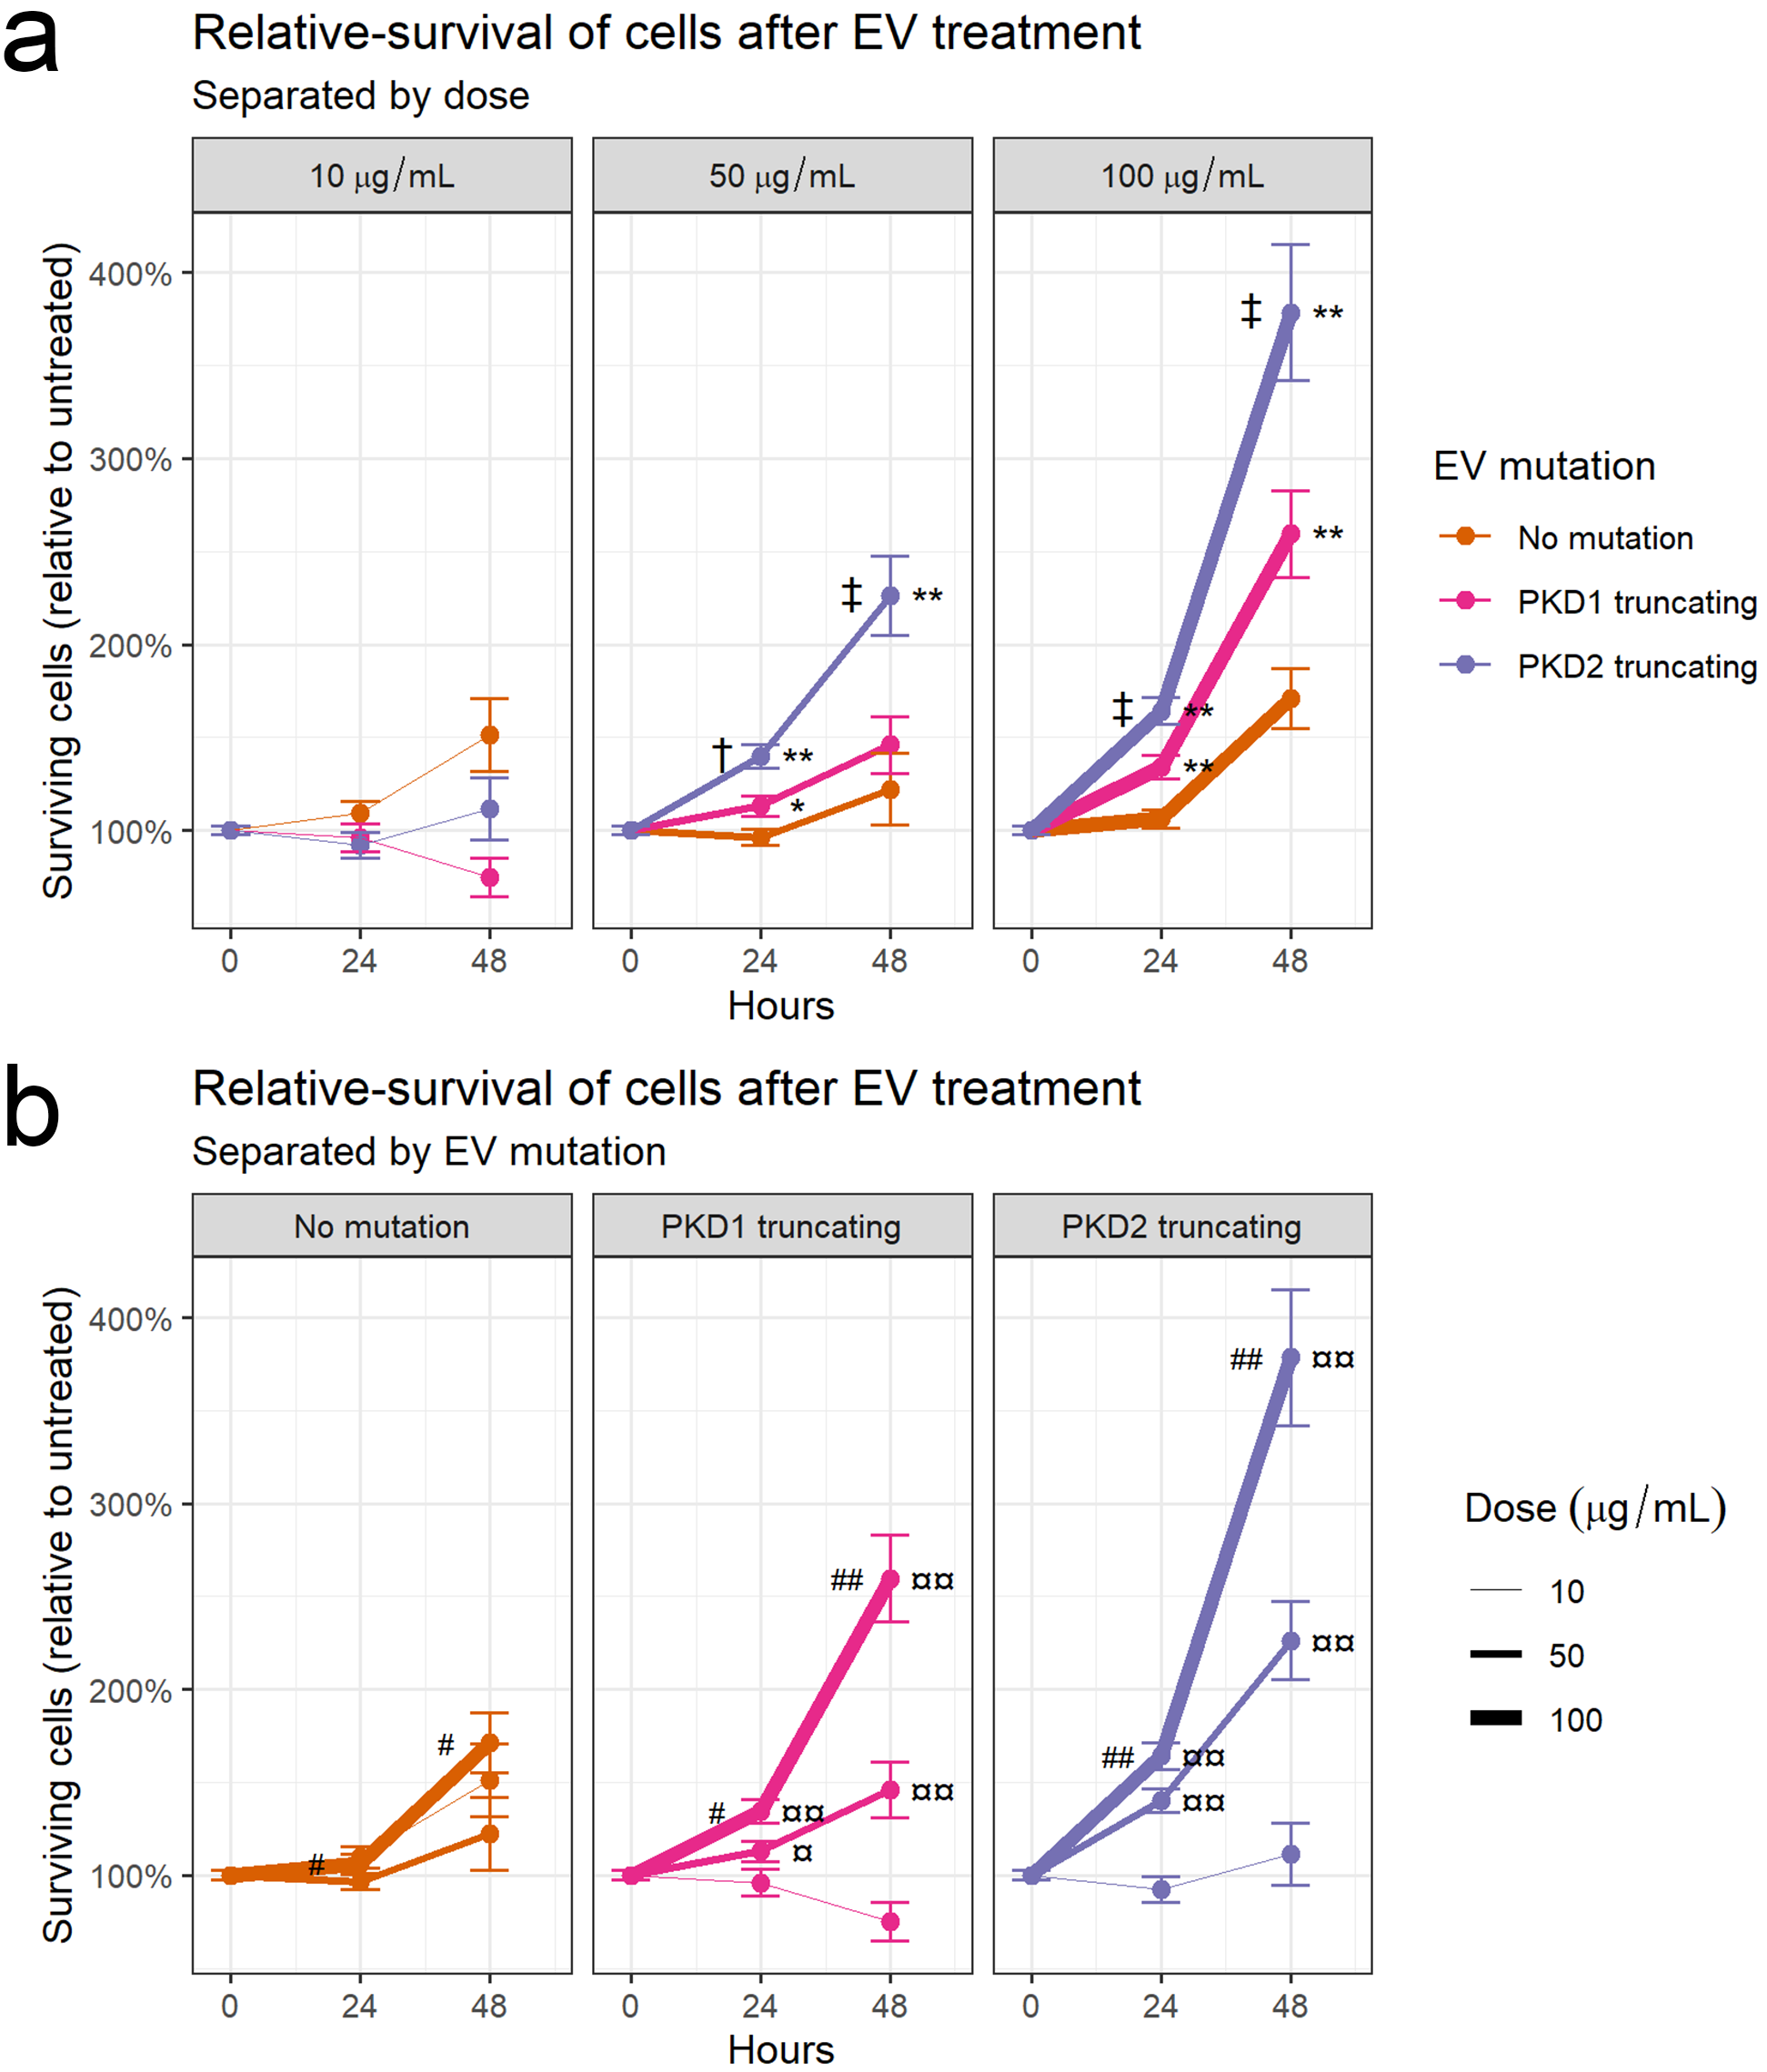 a
Relative-survival of cells after EV treatment
Separated by dose
10 µg/mL
50 µg/mL
100 µg/mL
Surviving cells (relative to untreated)
400%
300%
200%
100%
‡ **
**
‡ **
† **
*
‡ **
**
0 24 48
0 24 48
0 24 48
Hours
EV mutation
No mutation
PKD1 truncating
PKD2 truncating
b
Relative-survival of cells after EV treatment
Separated by EV mutation
No mutation
PKD1 truncating
PKD2 truncating
Surviving cells (relative to untreated)
400%
300%
200%
100%
#
#
## ¤¤
¤¤
# ¤¤
¤
## ¤¤
¤¤
## ¤¤
¤¤
0 24 48
0 24 48
0 24 48
Hours
Dose (µg/mL)
10
50
100